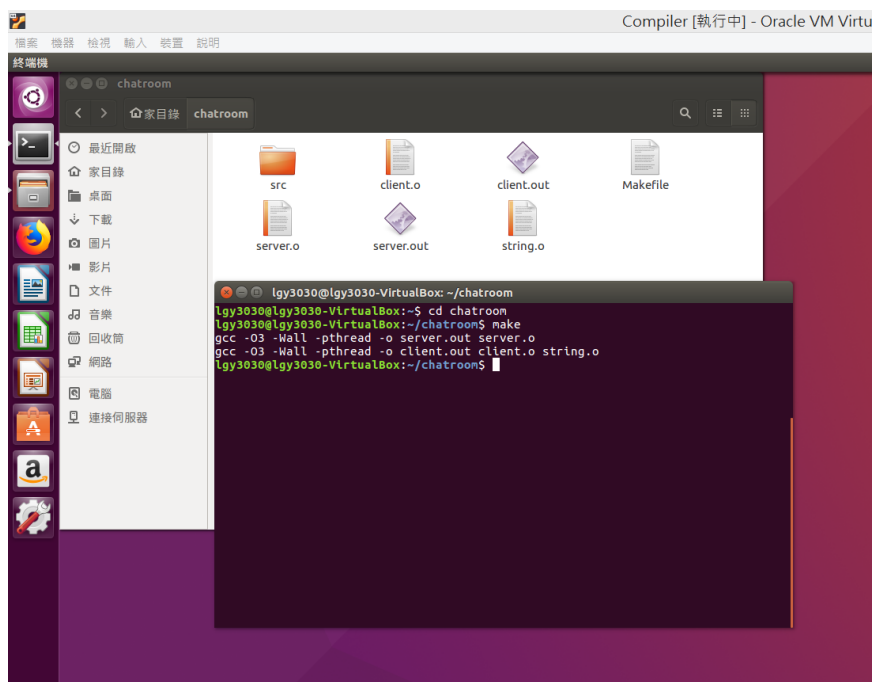 Compiler [執行中] - Oracle VM Virtu
檔案 機器 檢視 輸入 裝置 說明
終端機
chatroom
家目錄 chatroom
最近開啟
家目錄
桌面
下載
圖片
影片
文件
音樂
回收筒
網路
電腦
連接伺服器
src client.o client.out Makefile
server.o server.out string.o
lgy3030@lgy3030-VirtualBox: ~/chatroom
lgy3030@lgy3030-VirtualBox:~$ cd chatroom
lgy3030@lgy3030-VirtualBox:~/chatroom$ make
gcc -O3 -Wall -pthread -o server.out server.o
gcc -O3 -Wall -pthread -o client.out client.o string.o
lgy3030@lgy3030-VirtualBox:~/chatroom$